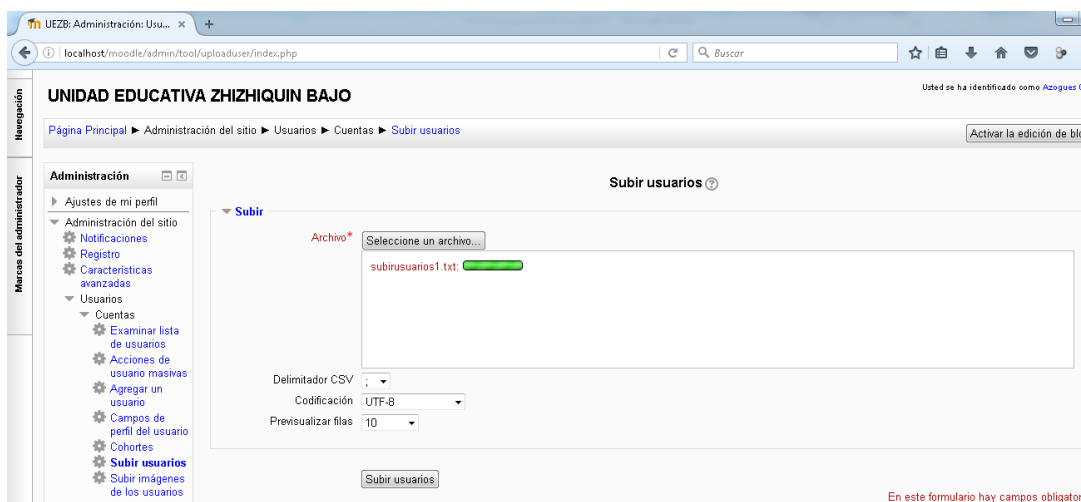 UEZB: Administración: Usu...
localhost/moodle/admin/tool/uploaduser/index.php
Buscar
UNIDAD EDUCATIVA ZHIZHIQUIN BAJO
Usted se ha identificado como Azogues
Página Principal ► Administración del sitio ► Usuarios ► Cuentas ► Subir usuarios
Activar la edición de blo
Navegación
Marcas del administrador
Administración
Ajustes de mi perfil
Administración del sitio
Notificaciones
Registro
Características
avanzadas
Usuarios
Cuentas
Examinar lista
de usuarios
Acciones de
usuario masivas
Agregar un
usuario
Campos de
perfil del usuario
Cohortes
Subir usuarios
Subir imágenes
de los usuarios
Subir usuarios
Subir
Archivo*
Seleccione un archivo...
subirusuarios1.txt:
Delimitador CSV ;
Codificación UTF-8
Previsualizar filas 10
Subir usuarios
En este formulario hay campos obligator